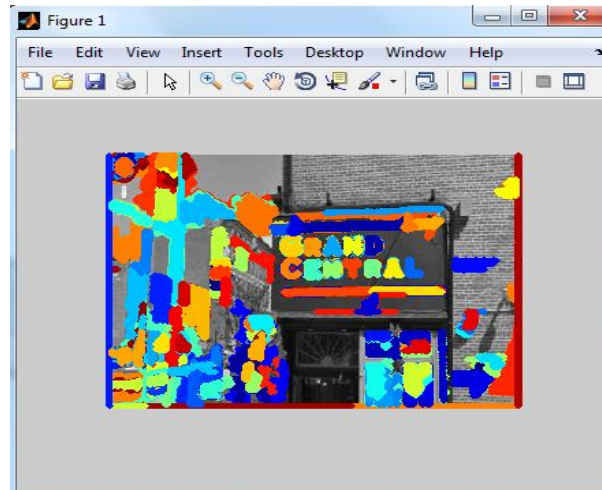 Figure 1
File Edit View Insert Tools Desktop Window Help
GRAND
CENTRAL